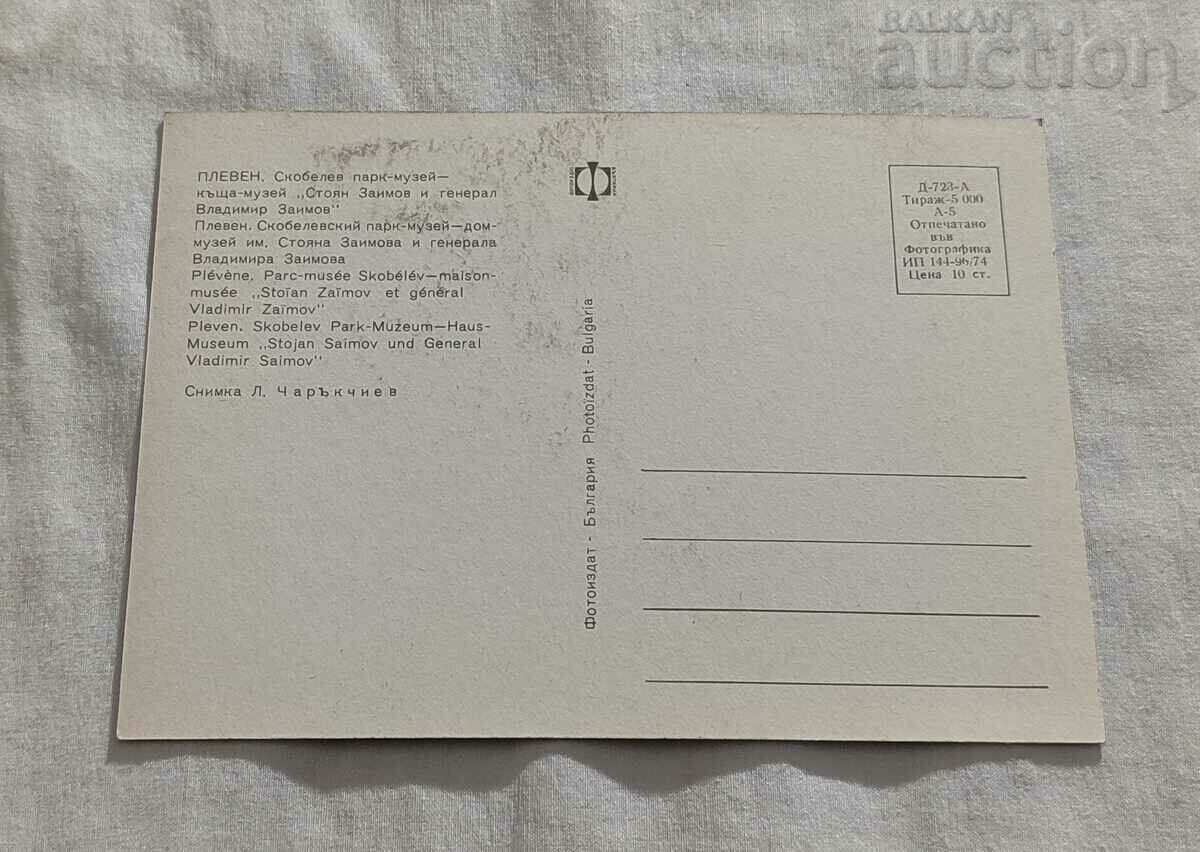 BALKAN
auction
ПЛЕВЕН. Скобелев парк-музей—
къща-музей „Стоян Заимов и генерал
Владимир Заимов"
Плевен. Скобелевский парк-музей—дом-
музей им. Стояна Заимова и генерала
Владимира Заимова
Plévène. Parc-musée Skobélév—maison-
musée „Stoïan Zaïmov et général
Vladimir Zaïmov"
Pleven. Skobelev Park-Muzeum—Haus-
Museum „Stojan Saimov und General
Vladimir Saimov"
Снимка Л. Чаръкчиев
Фотоиздат - България Photoïzdat - Bulgaria
Д-723-А
Тираж-5 000
А-5
Отпечатано
във
Фотографика
ИП 144-96/74
Цена 10 ст.